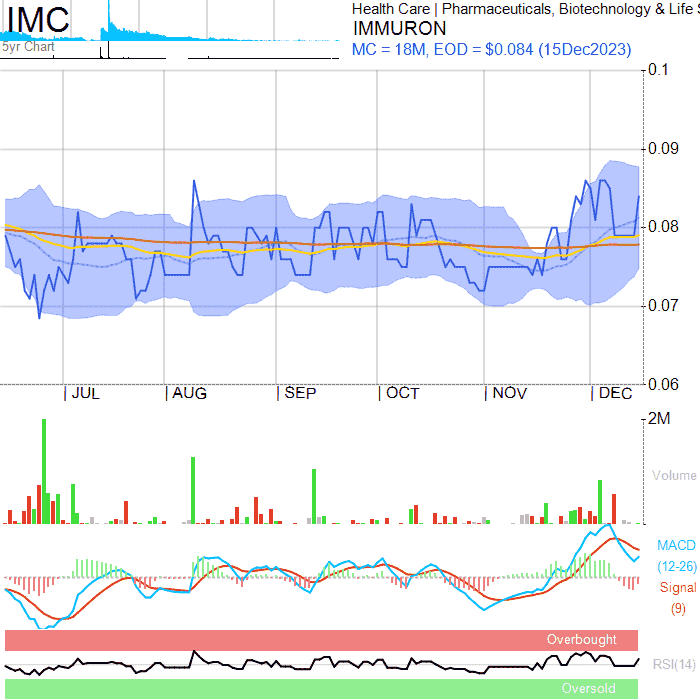 IMC
5yr Chart
Health Care | Pharmaceuticals, Biotechnology & Life S
IMMURON
MC = 18M, EOD = $0.084 (15Dec2023)
0.1
0.09
0.08
0.07
0.06
| JUL | AUG | SEP | OCT | NOV | DEC
2M
Volume
MACD
(12-26)
Signal
(9)
Overbought
RSI(14)
Oversold